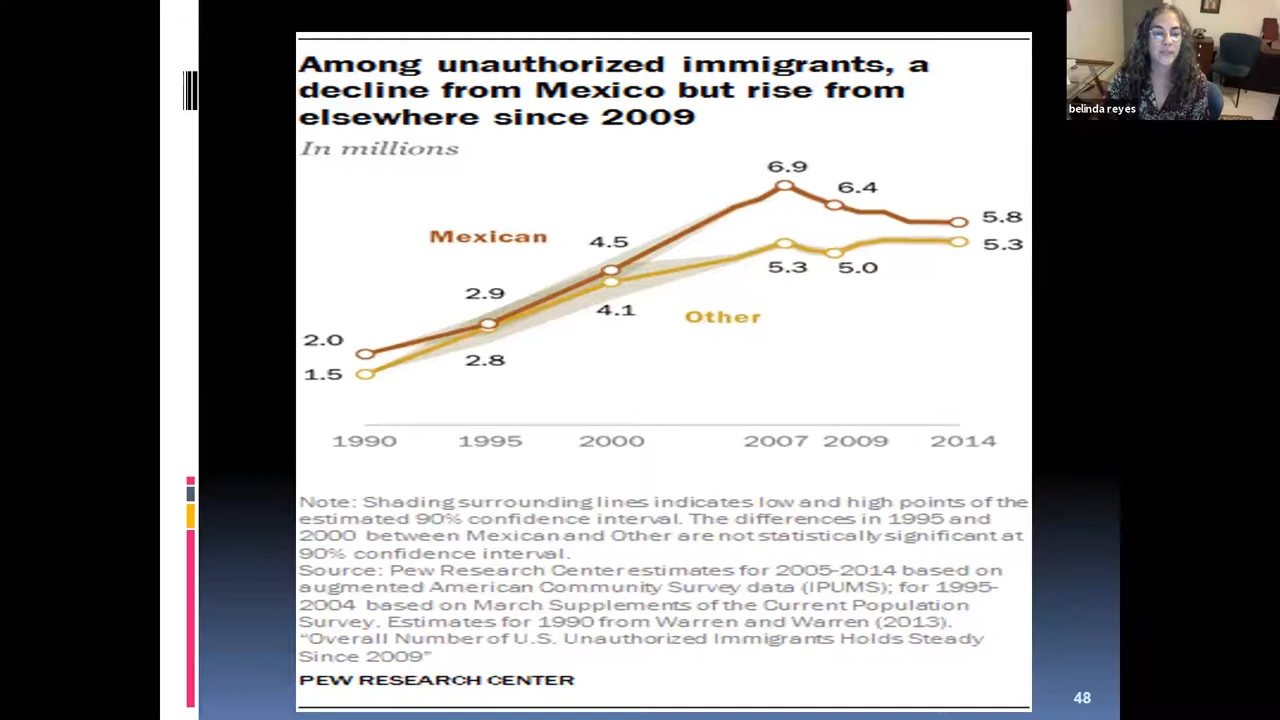 Among unauthorized immigrants, a
decline from Mexico but rise from
elsewhere since 2009
In millions
belinda reyes
6.9
6.4
5.8
Mexican
4.5
5.3
5.3
5.0
2.9
4.1
Other
2.0
2.8
1.5
1990 1995 2000 2007 2009 2014
Note: Shading surrounding lines indicates low and high points of the
estimated 90% confidence interval. The differences in 1995 and
2000 between Mexican and Other are not statistically significant at
90% confidence interval.
Source: Pew Research Center estimates for 2005-2014 based on
augmented American Community Survey data (IPUMS); for 1995-
2004 based on March Supplements of the Current Population
Survey. Estimates for 1990 from Warren and Warren (2013).
"Overall Number of U.S. Unauthorized Immigrants Holds Steady
Since 2009"
PEW RESEARCH CENTER
48